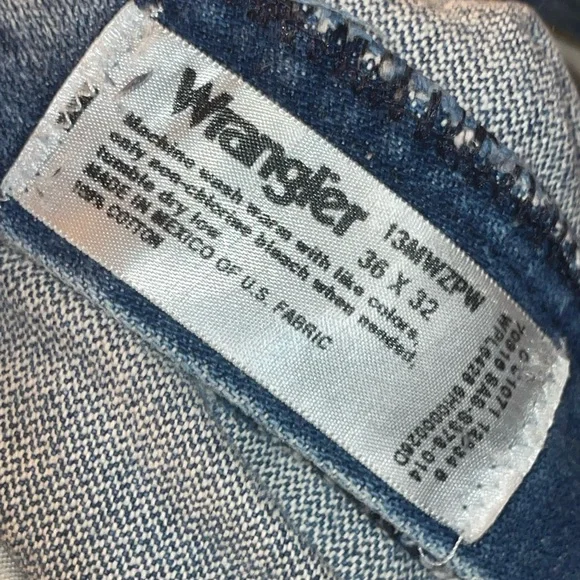 Wrangler
13MWZPW
36 X 32
Machine wash warm with like colors,
only non-chlorine bleach when needed,
tumble dry low
MADE IN MEXICO OF U.S. FABRIC
100% COTTON